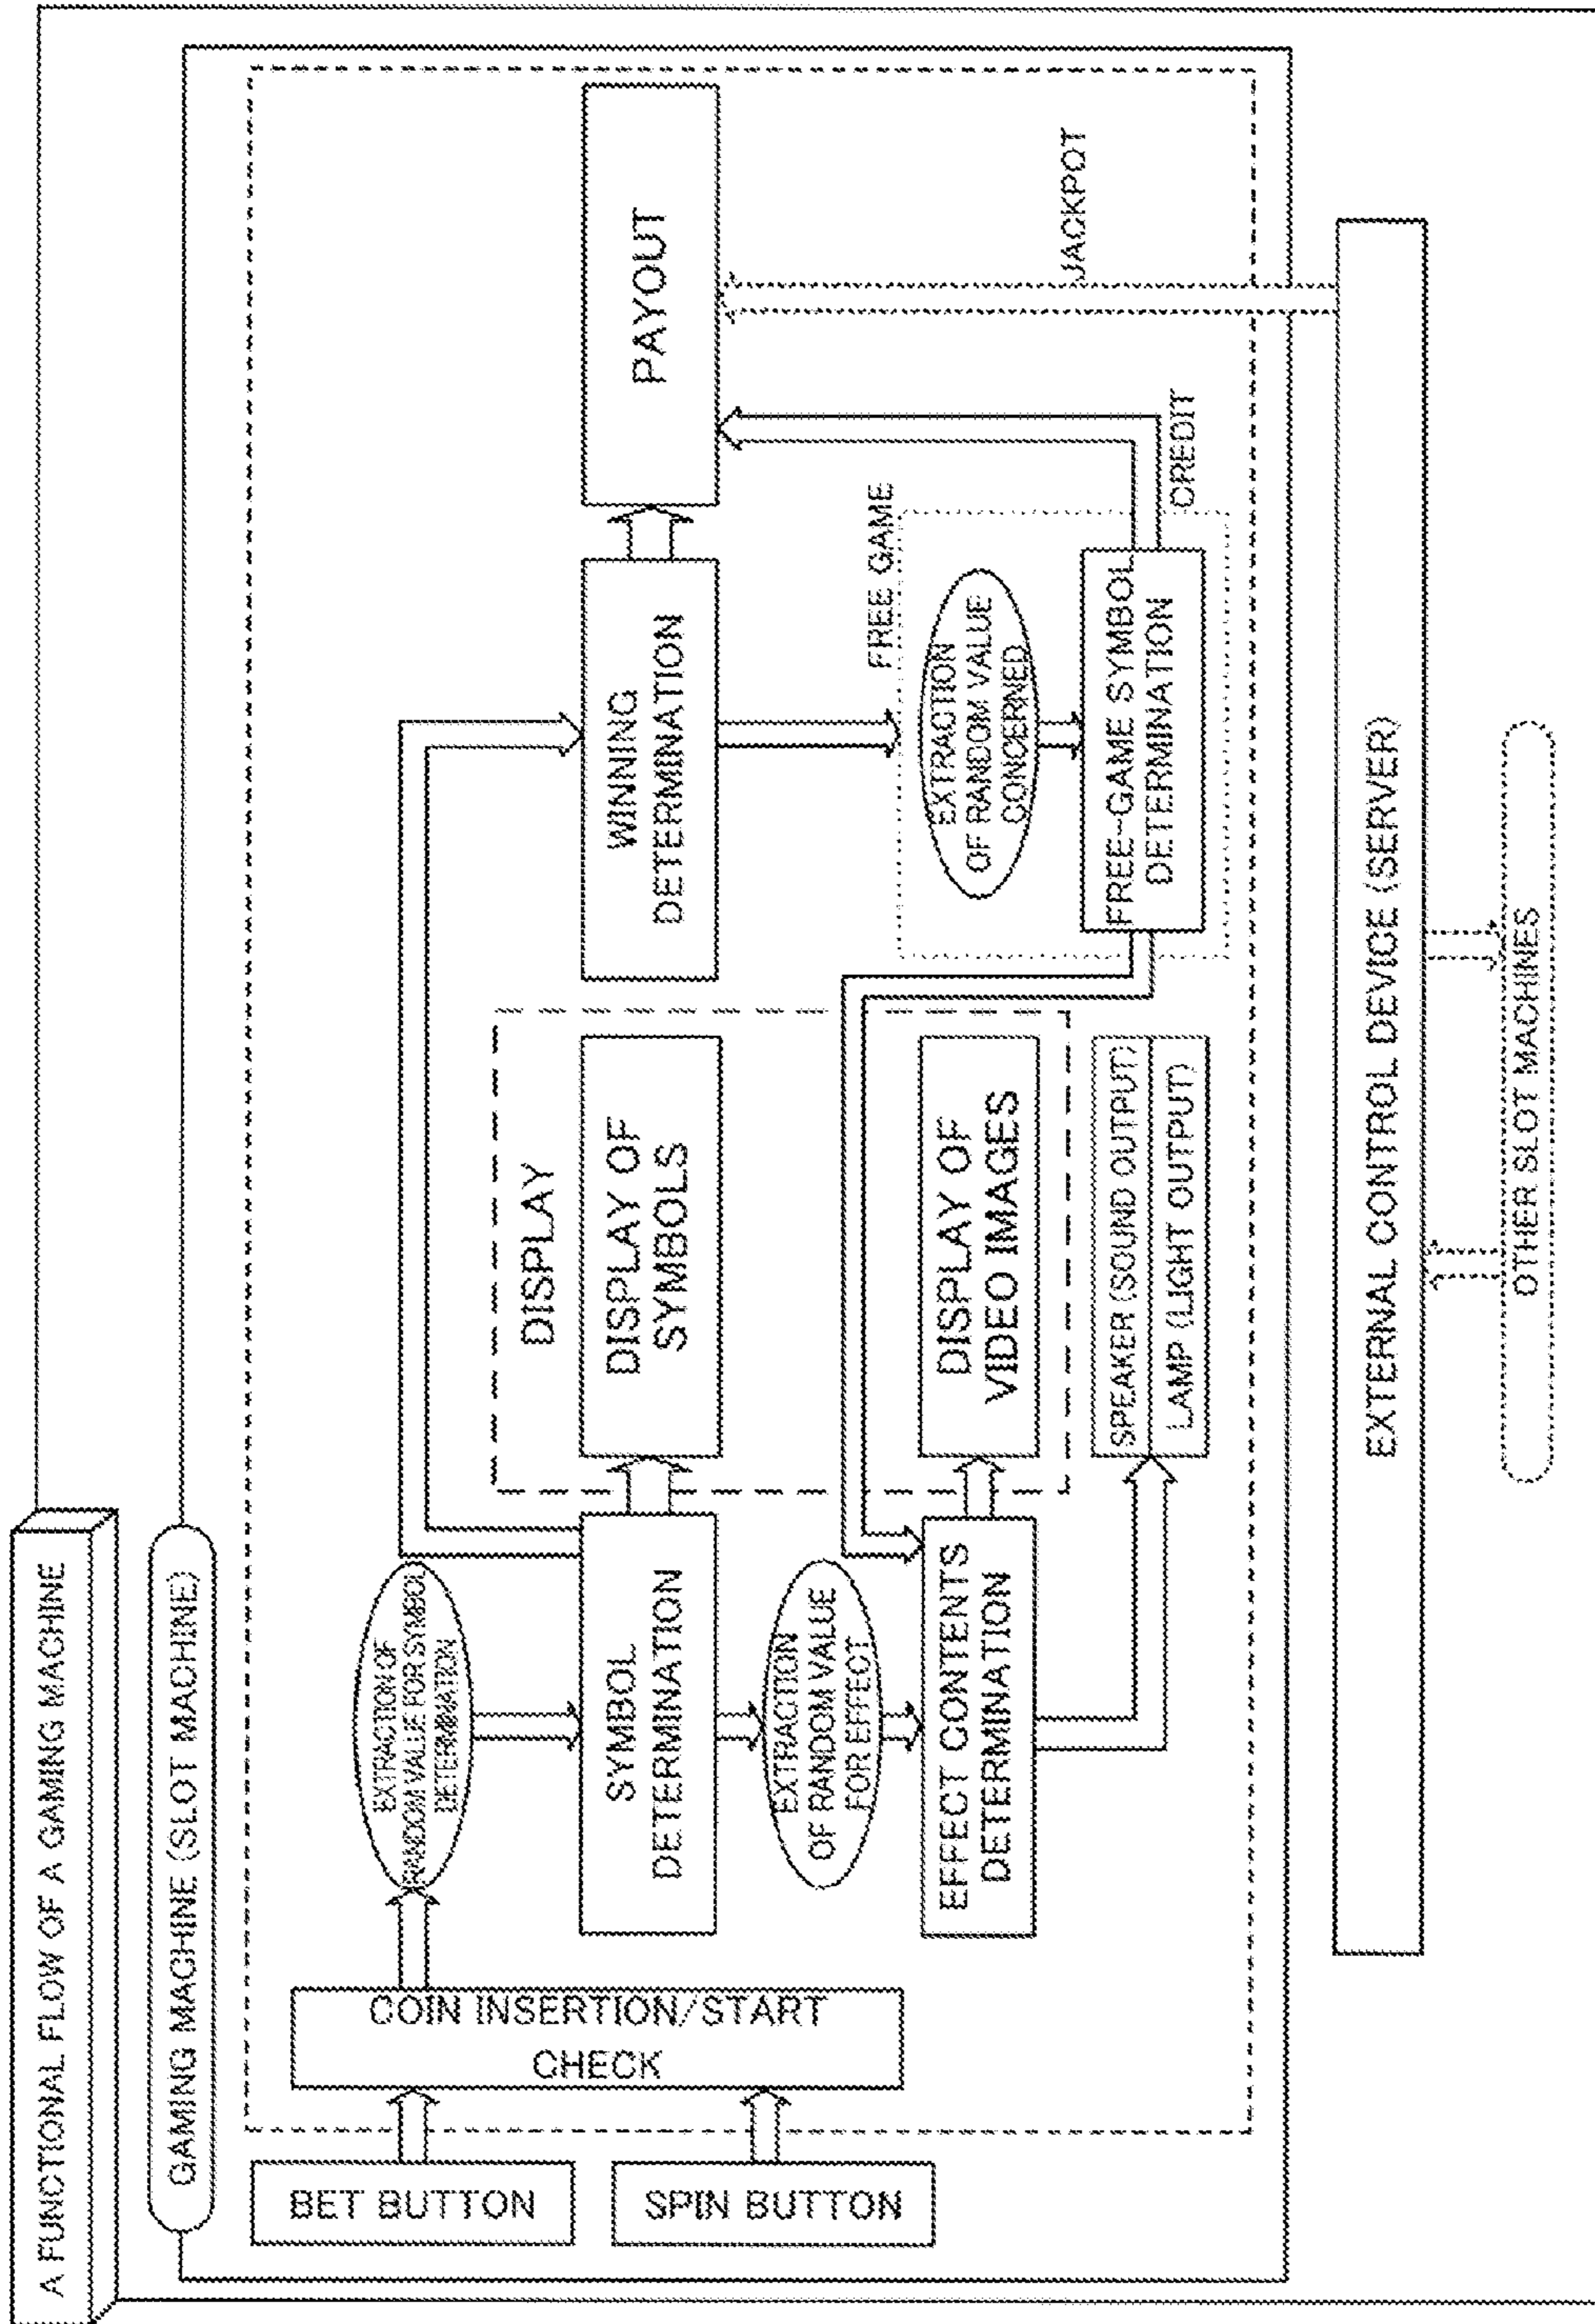 A FUNCTIONAL FLOW OF A GAMING MACHINE
GAMING MACHINE (SLOT MACHINE)
BET BUTTON
SPIN BUTTON
COIN INSERTION/START
CHECK
EXTRACTION OF
RANDOM VALUE FOR SYMBOL
DETERMINATION
SYMBOL
DETERMINATION
EXTRACTION
OF RANDOM VALUE
FOR EFFECT
EFFECT CONTENTS
DETERMINATION
DISPLAY
DISPLAY OF
SYMBOLS
DISPLAY OF
VIDEO IMAGES
SPEAKER (SOUND OUTPUT)
LAMP (LIGHT OUTPUT)
WINNING
DETERMINATION
FREE GAME
EXTRACTION
OF RANDOM VALUE
CONCERNED
FREE-GAME SYMBOL
DETERMINATION
CREDIT
PAYOUT
JACKPOT
EXTERNAL CONTROL DEVICE (SERVER)
OTHER SLOT MACHINES